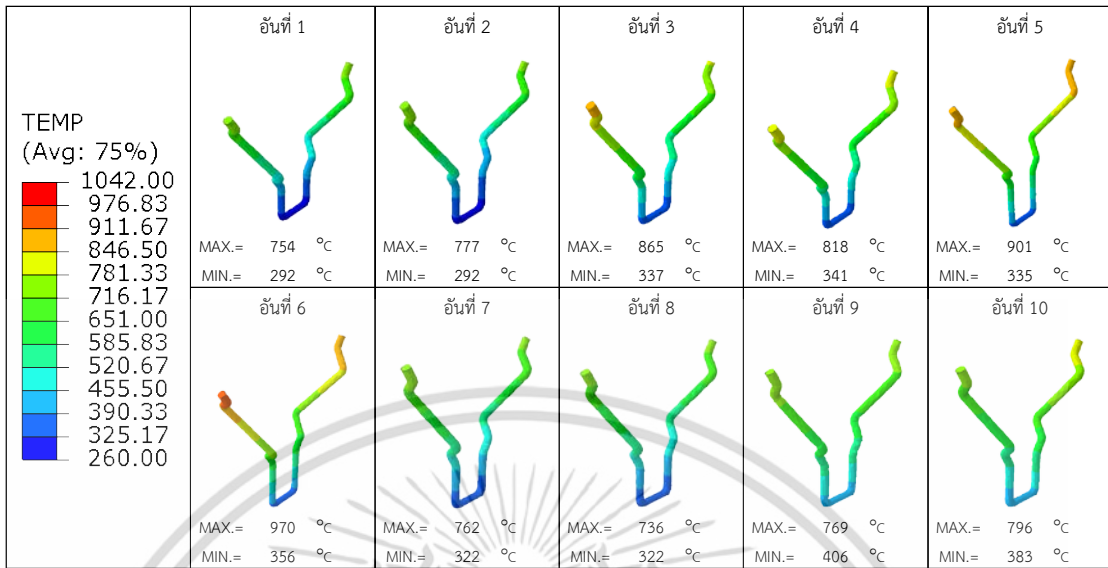 TEMP
(Avg: 75%)
1042.00
976.83
911.67
846.50
781.33
716.17
651.00
585.83
520.67
455.50
390.33
325.17
260.00
อันที่ 1
MAX.= 754 °C
MIN.= 292 °C
อันที่ 2
MAX.= 777 °C
MIN.= 292 °C
อันที่ 3
MAX.= 865 °C
MIN.= 337 °C
อันที่ 4
MAX.= 818 °C
MIN.= 341 °C
อันที่ 5
MAX.= 901 °C
MIN.= 335 °C
อันที่ 6
MAX.= 970 °C
MIN.= 356 °C
อันที่ 7
MAX.= 762 °C
MIN.= 322 °C
อันที่ 8
MAX.= 736 °C
MIN.= 322 °C
อันที่ 9
MAX.= 769 °C
MIN.= 406 °C
อันที่ 10
MAX.= 796 °C
MIN.= 383 °C